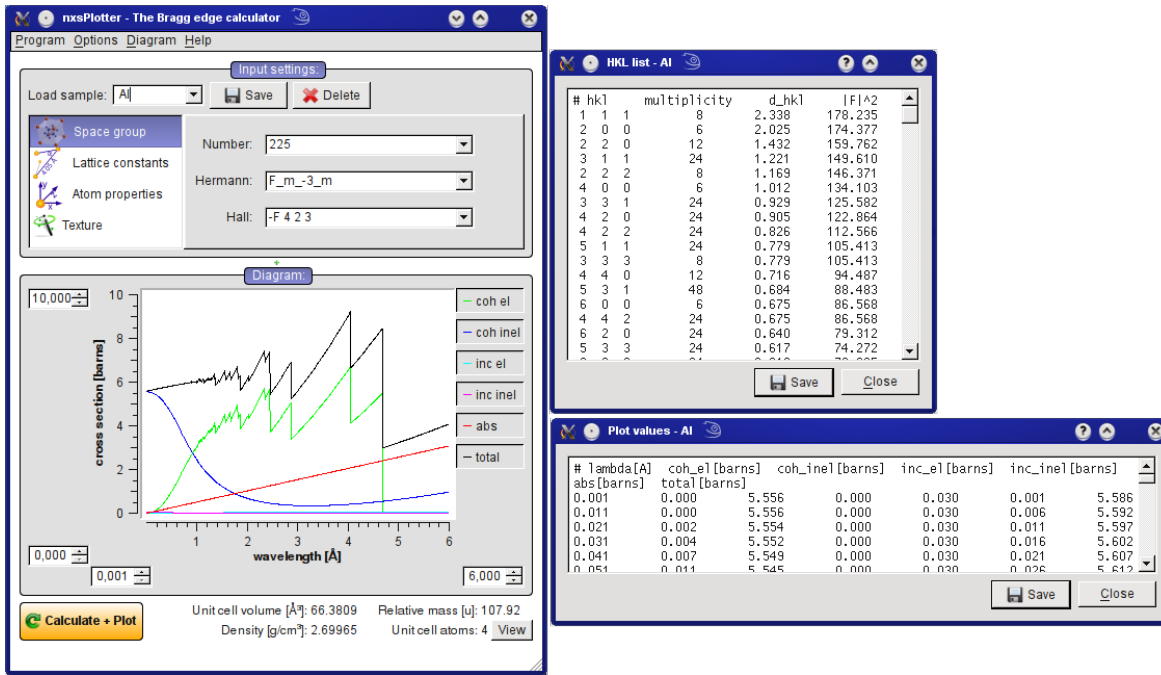 nxsPlotter - The Bragg edge calculator
Program Options Diagram Help
Input settings:
Load sample: Al Save Delete
Space group
Lattice constants
Atom properties
Texture
Number: 225
Hermann: F_m_-3_m
Hall: -F 4 2 3
Diagram:
10,000
10
8
6
4
2
0
cross section [barns]
1 2 3 4 5 6
wavelength [Å]
coh el
coh inel
inc el
inc inel
abs
total
0,000
0,001
6,000
Calculate + Plot
Unit cell volume [Å³]: 66.3809 Relative mass [u]: 107.92
Density [g/cm³]: 2.69965 Unit cell atoms: 4 View
HKL list - Al
# hkl multiplicity d_hkl |F|^2
1 1 1 8 2.338 178.235
2 0 0 6 2.025 174.377
2 2 0 12 1.432 159.762
3 1 1 24 1.221 149.610
2 2 2 8 1.169 146.371
4 0 0 6 1.012 134.103
3 3 1 24 0.929 125.582
4 2 0 24 0.905 122.864
4 2 2 24 0.826 112.566
5 1 1 24 0.779 105.413
3 3 3 8 0.779 105.413
4 4 0 12 0.716 94.487
5 3 1 48 0.684 88.483
6 0 0 6 0.675 86.568
4 4 2 24 0.675 86.568
6 2 0 24 0.640 79.312
5 3 3 24 0.617 74.272
Save Close
Plot values - Al
# lambda[A] coh_el[barns] coh_inel[barns] inc_el[barns] inc_inel[barns]
abs[barns] total[barns]
0.001 0.000 5.556 0.000 0.030 0.001 5.586
0.011 0.000 5.556 0.000 0.030 0.006 5.592
0.021 0.002 5.554 0.000 0.030 0.011 5.597
0.031 0.004 5.552 0.000 0.030 0.016 5.602
0.041 0.007 5.549 0.000 0.030 0.021 5.607
0.051 0.011 5.545 0.000 0.030 0.026 5.612
Save Close